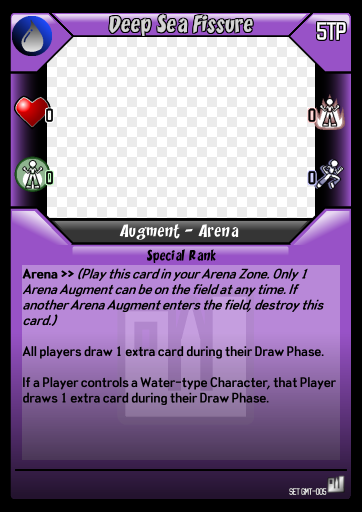 Deep Sea Fissure
5TP
0
0
0
0
Augment - Arena
Special Rank
Arena >> (Play this card in your Arena Zone. Only 1
Arena Augment can be on the field at any time. If
another Arena Augment enters the field, destroy this
card.)
All players draw 1 extra card during their Draw Phase.
If a Player controls a Water-type Character, that Player
draws 1 extra card during their Draw Phase.
SET GMT-005